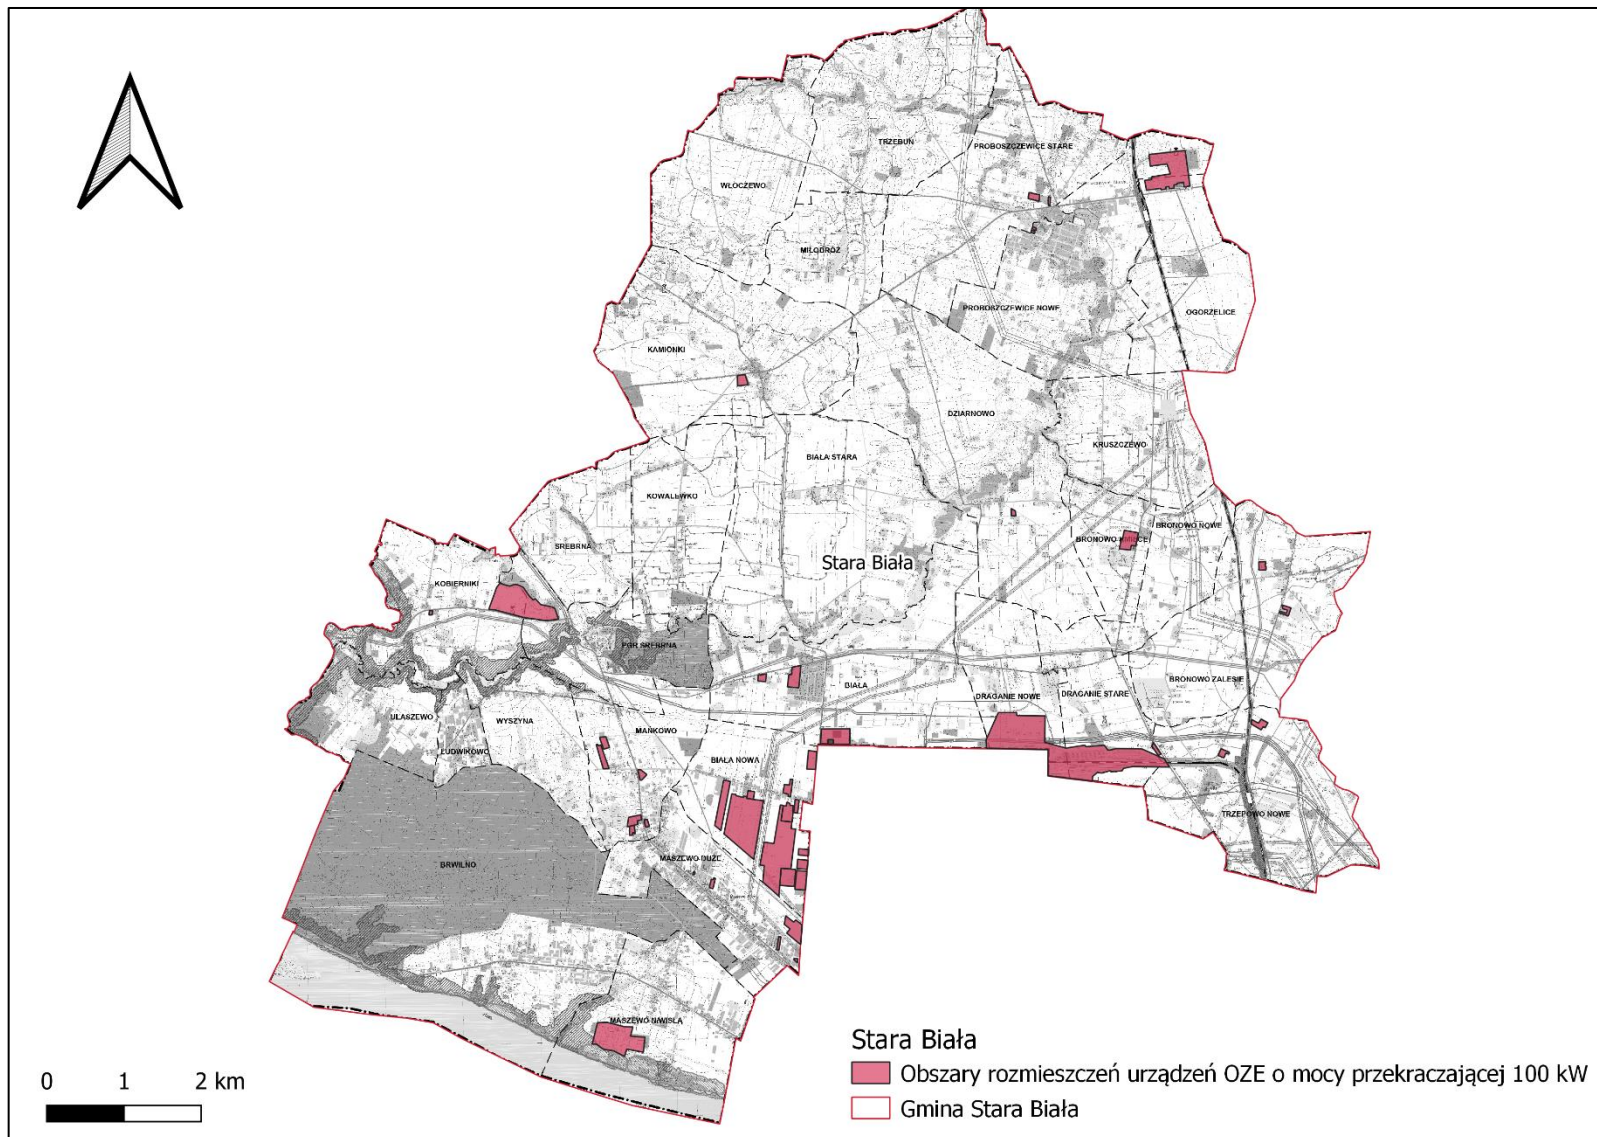 TRZEBUŃ
PROBOSZCZEWICE STARE
WŁOCZEWO
MIŁODRÓŻ
PROBOSZCZEWICE NOWE
OGORZELICE
KAMIONKI
DZIARNOWO
KRUSZCZEWO
BIAŁA STARA
KOWALEWKO
BRONOWO NOWE
BRONOWO KMIECE
SREBRNA
Stara Biała
KOBIERNIKI
PGR SREBRNA
BRONOWO ZALESIE
BIAŁA
DRAGANIE NOWE
DRAGANIE STARE
ULASZEWO
WYSZYNA
MAŃKOWO
LUDWIKOWO
BIAŁA NOWA
TRZEPOWO NOWE
MASZEWO DUŻE
BRWILNO
MASZEWO N/WISŁĄ
Stara Biała
Obszary rozmieszczeń urządzeń OZE o mocy przekraczającej 100 kW
Gmina Stara Biała
0 1 2 km